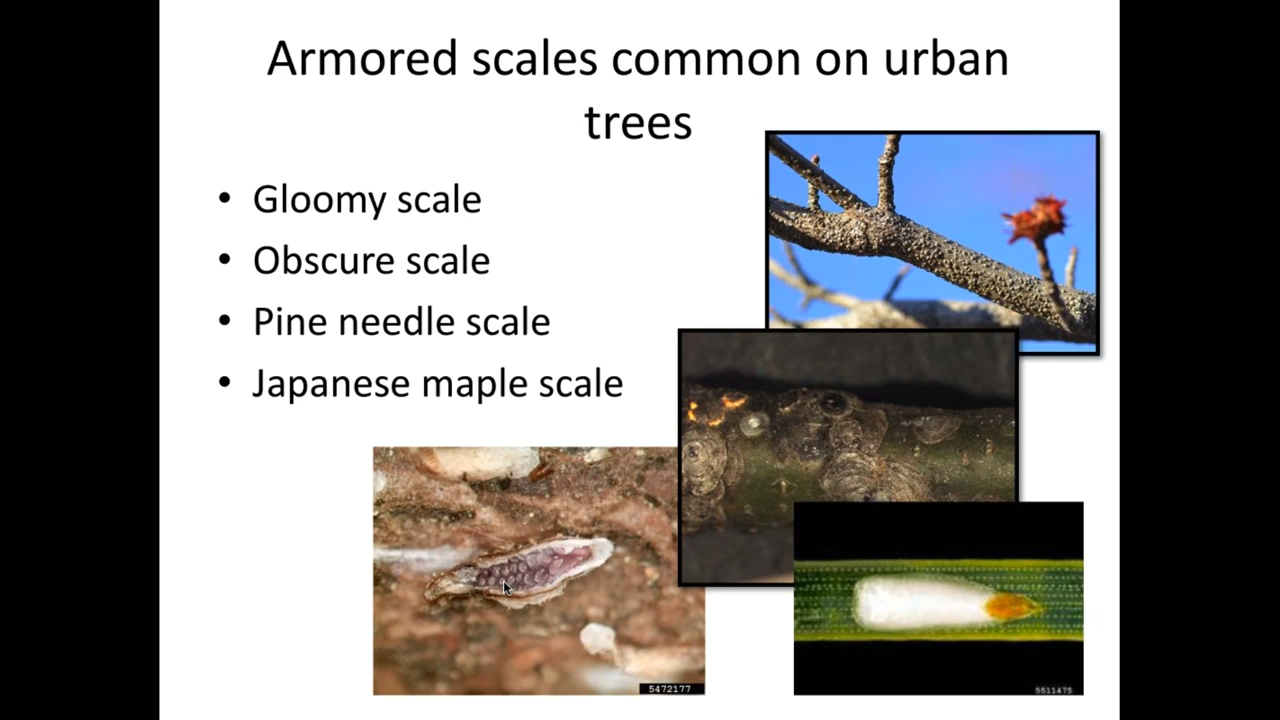 Armored scales common on urban
trees
• Gloomy scale
• Obscure scale
• Pine needle scale
• Japanese maple scale
5472177
5511475